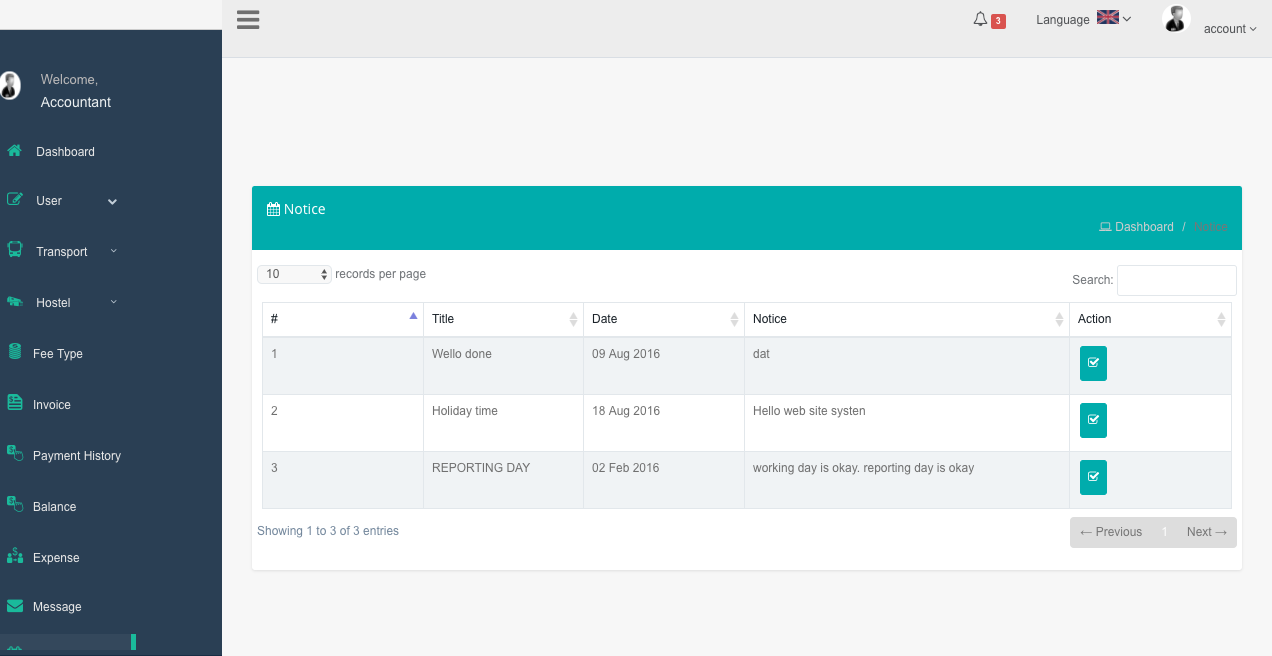 3
Language
account
Welcome,
Accountant
Dashboard
User
Transport
Hostel
Fee Type
Invoice
Payment History
Balance
Expense
Message
Notice
Dashboard / Notice
10 records per page
Search:
# Title Date Notice Action
1 Wello done 09 Aug 2016 dat
2 Holiday time 18 Aug 2016 Hello web site systen
3 REPORTING DAY 02 Feb 2016 working day is okay. reporting day is okay
Showing 1 to 3 of 3 entries
← Previous 1 Next →